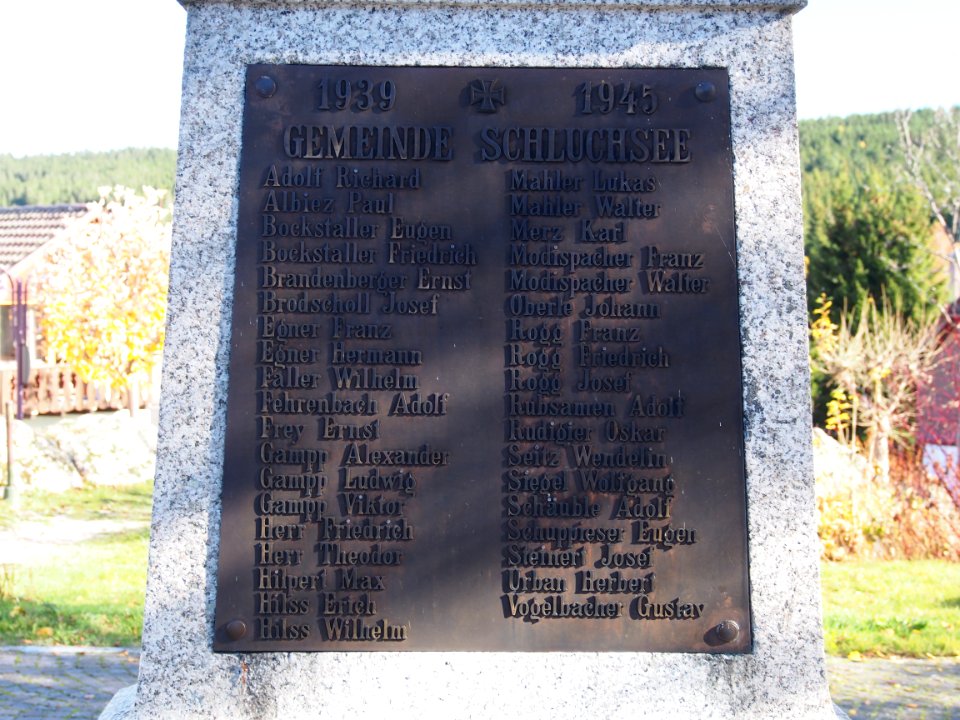 1939 1945
GEMEINDE SCHLUCHSEE
Adolf Richard
Albiez Paul
Bockstaller Eugen
Bockstaller Friedrich
Brandenberger Ernst
Brodscholl Josef
Egner Franz
Egner Hermann
Faller Wilhelm
Fehrenbach Adolf
Frey Ernst
Gampp Alexander
Gampp Ludwig
Gampp Viktor
Herr Friedrich
Herr Theodor
Hilpert Max
Hilss Erich
Hilss Wilhelm
Mahler Lukas
Mahler Walter
Merz Karl
Modispacher Franz
Modispacher Walter
Oberle Johann
Rogg Franz
Rogg Friedrich
Rogg Josef
Rübsamen Adolf
Rudigier Oskar
Seitz Wendelin
Siegel Wolfgang
Schäuble Adolf
Schuppieser Eugen
Steinert Josef
Urban Herbert
Vogelbacher Gustav